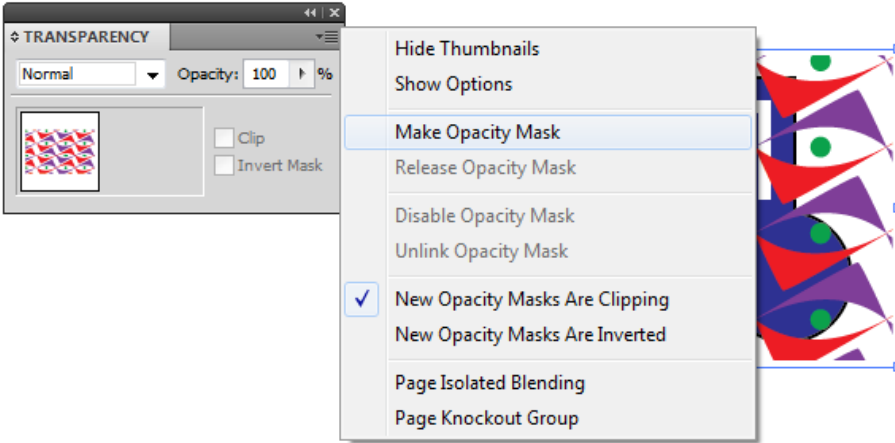 TRANSPARENCY
Normal
Opacity: 100 %
Clip
Invert Mask
Hide Thumbnails
Show Options
Make Opacity Mask
Release Opacity Mask
Disable Opacity Mask
Unlink Opacity Mask
New Opacity Masks Are Clipping
New Opacity Masks Are Inverted
Page Isolated Blending
Page Knockout Group